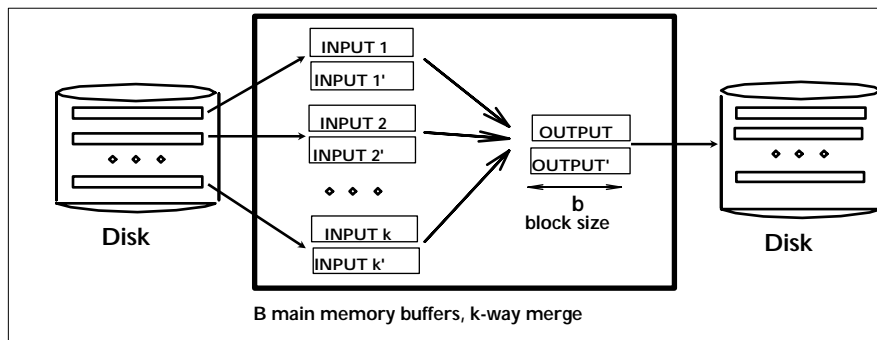 INPUT 1
INPUT 1'
INPUT 2
INPUT 2'
INPUT k
INPUT k'
OUTPUT
OUTPUT'
b
block size
Disk
Disk
B main memory buffers, k-way merge